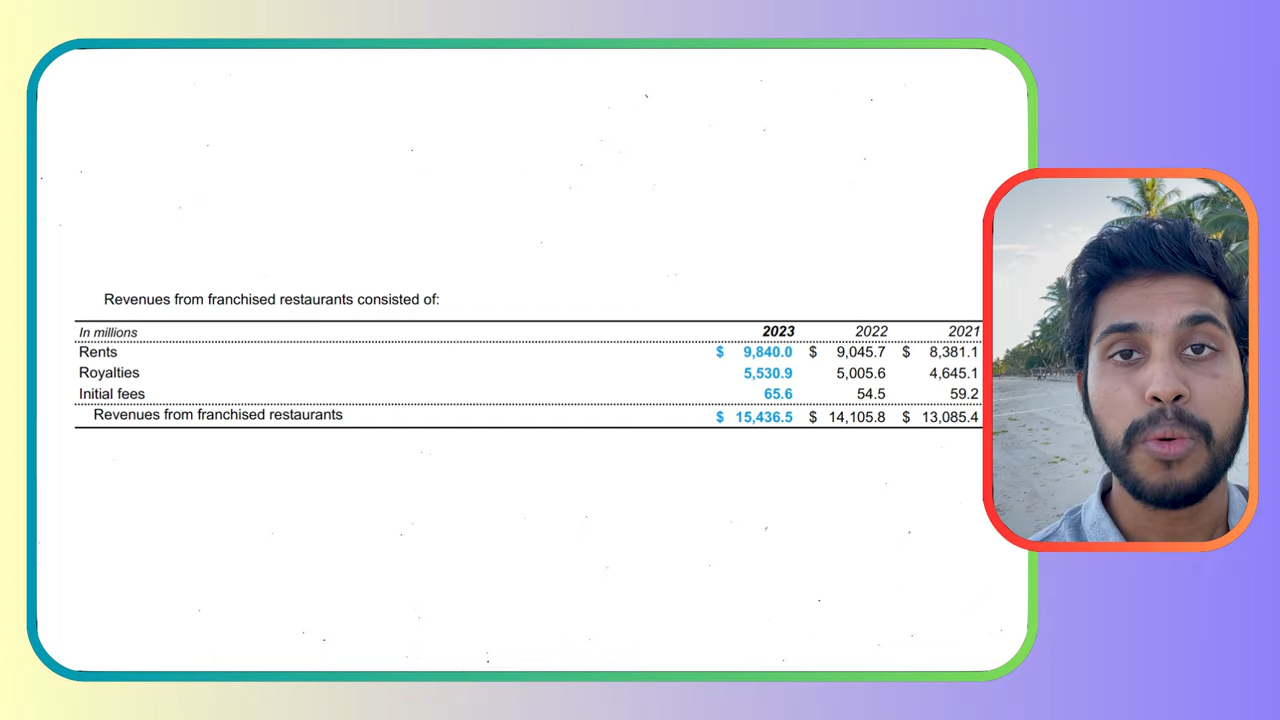 Revenues from franchised restaurants consisted of:
In millions 2023 2022 2021
Rents $ 9,840.0 $ 9,045.7 $ 8,381.1
Royalties 5,530.9 5,005.6 4,645.1
Initial fees 65.6 54.5 59.2
Revenues from franchised restaurants $ 15,436.5 $ 14,105.8 $ 13,085.4